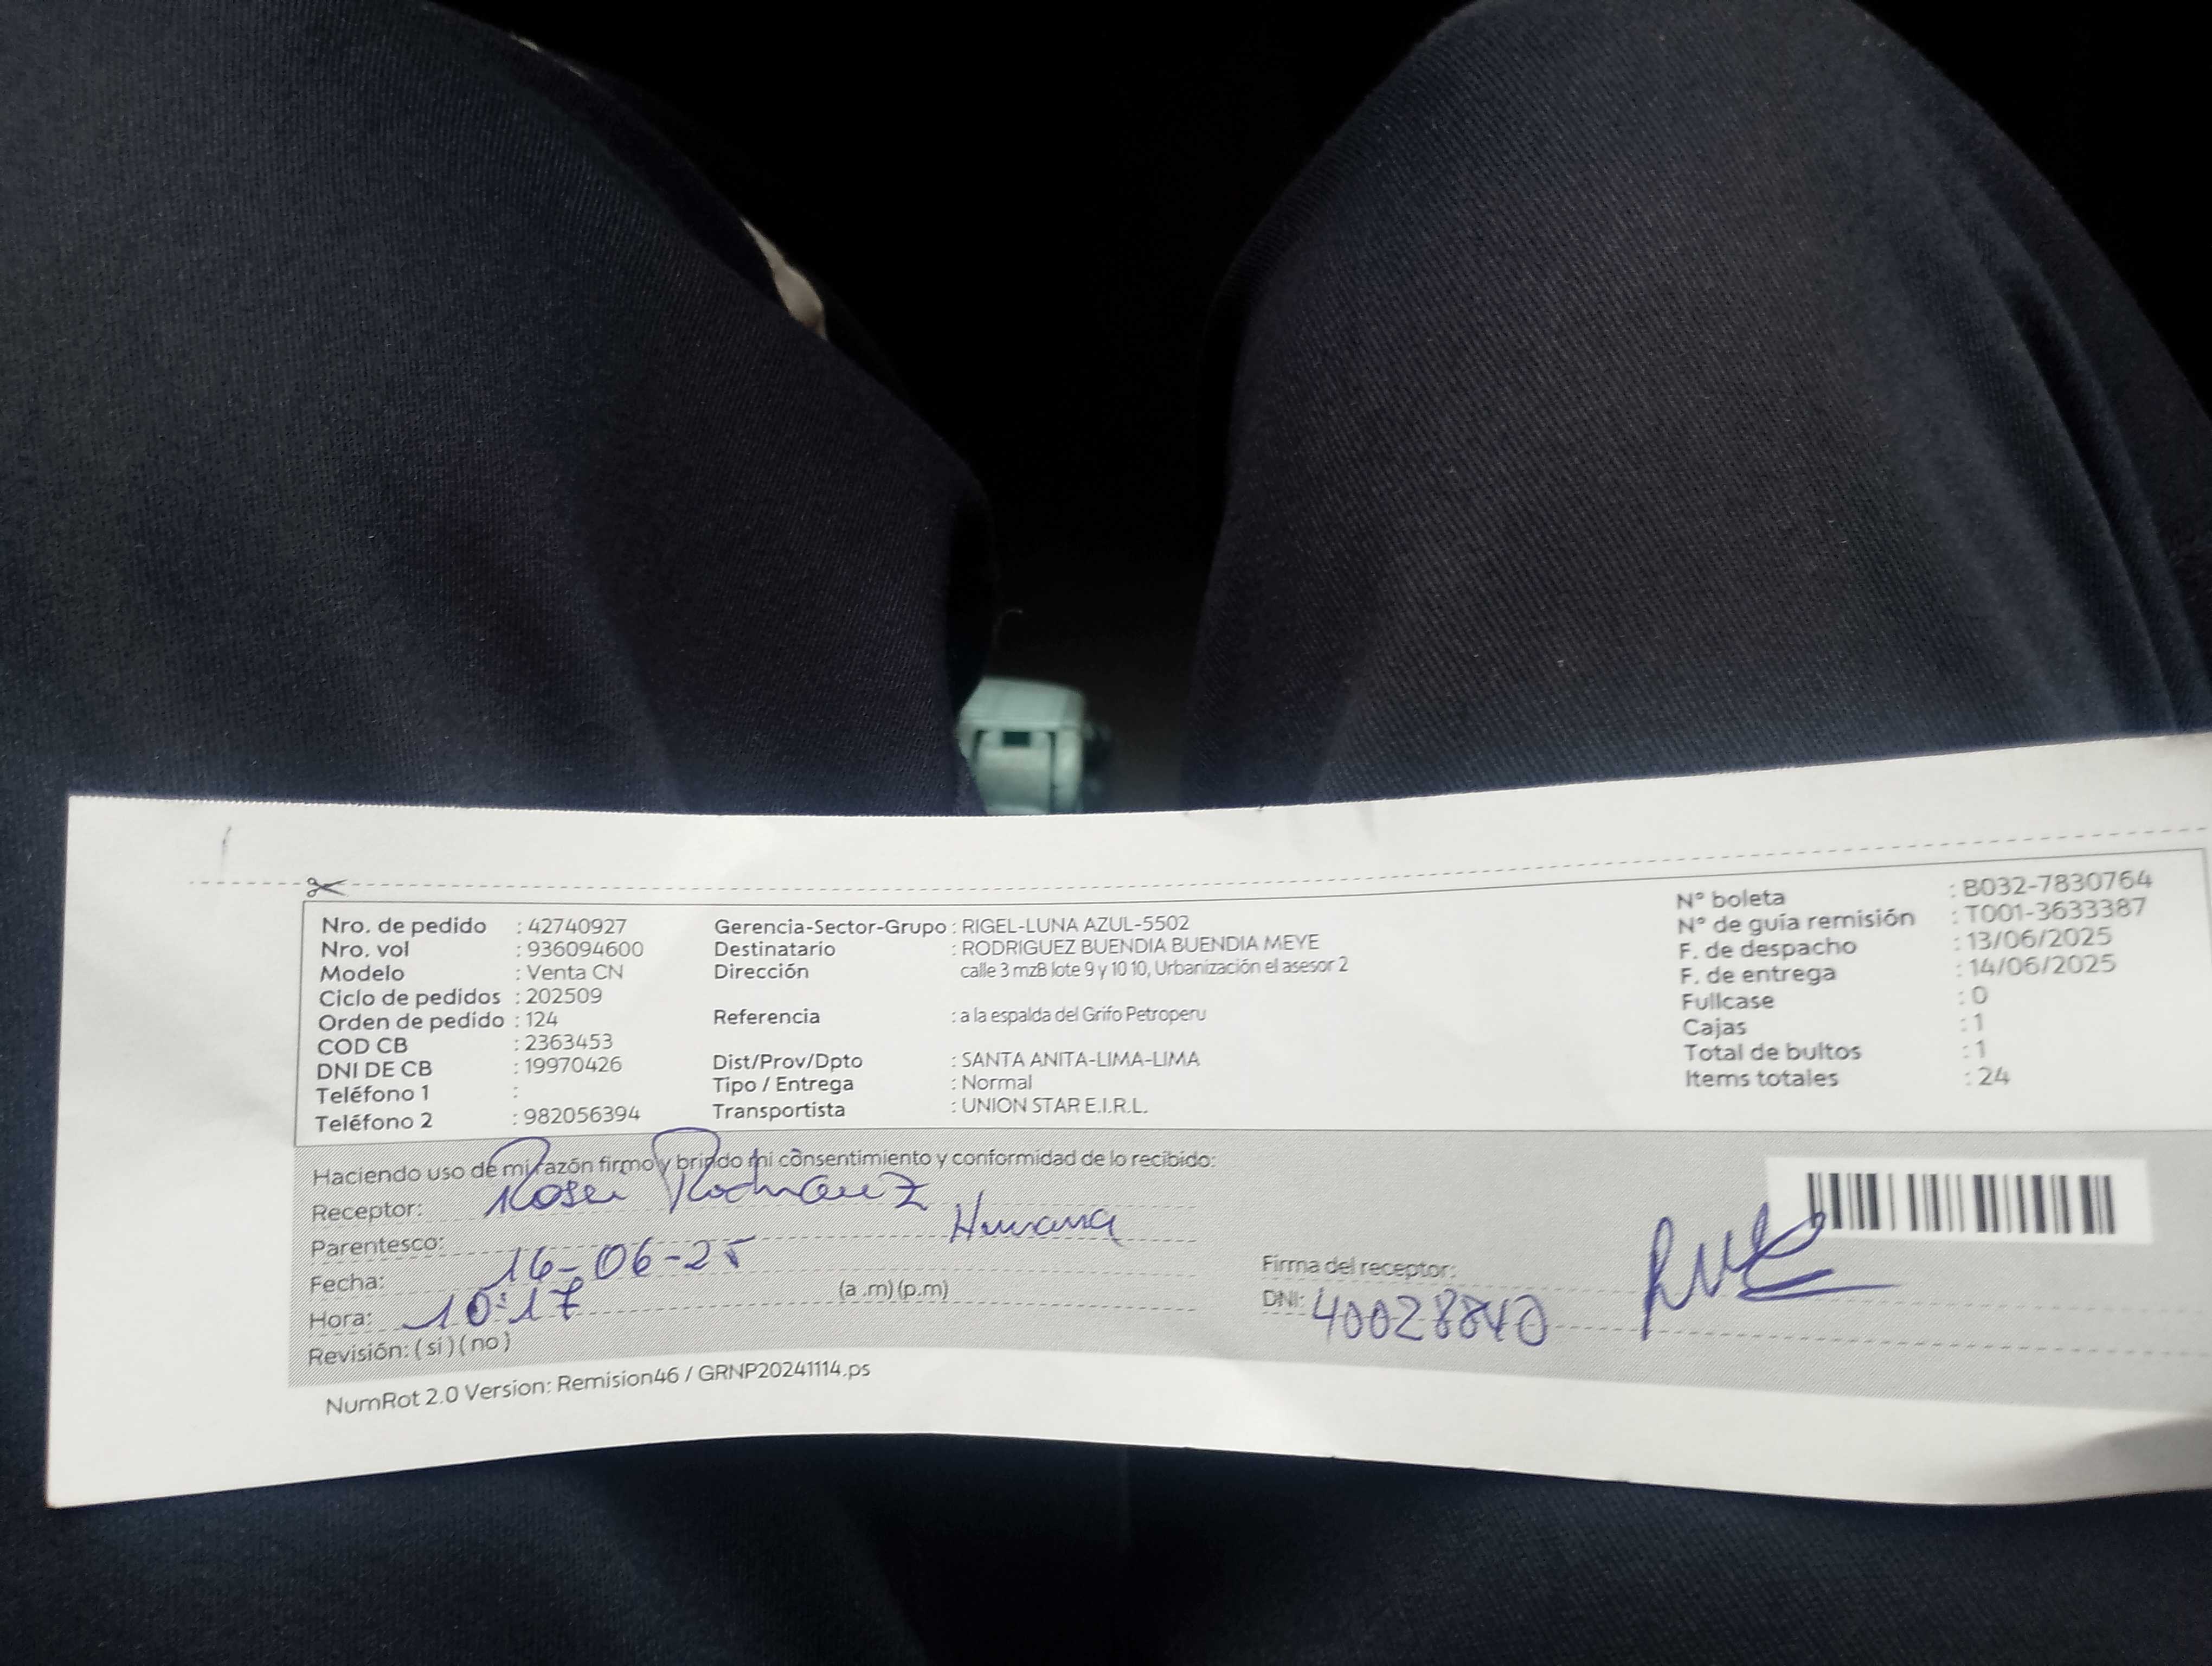 Nro. de pedido : 42740927
Nro. vol : 936094600
Modelo : Venta CN
Ciclo de pedidos : 202509
Orden de pedido : 124
COD CB : 2363453
DNI DE CB : 19970426
Teléfono 1 :
Teléfono 2 : 982056394
Gerencia-Sector-Grupo : RIGEL-LUNA AZUL-5502
Destinatario : RODRIGUEZ BUENDIA BUENDIA MEYE
Dirección calle 3 mzB lote 9 y 10 10, Urbanización el asesor 2
Referencia : a la espalda del Grifo Petroperu
Dist/Prov/Dpto : SANTA ANITA-LIMA-LIMA
Tipo / Entrega : Normal
Transportista : UNION STAR E.I.R.L.
N° boleta : B032-7830764
N° de guía remisión : T001-3633387
F. de despacho : 13/06/2025
F. de entrega : 14/06/2025
Fullcase : 0
Cajas : 1
Total de bultos : 1
Items totales : 24
Haciendo uso de mi razón firmo y brindo mi consentimiento y conformidad de lo recibido:
Receptor: Rodriguez
Parentesco:
Fecha: 16-06-25
Hora: 10:17 (a .m) (p.m)
Revisión: ( si ) ( no )
Firma del receptor:
DNI: 40028840
NumRot 2.0 Version: Remision46 / GRNP20241114.ps